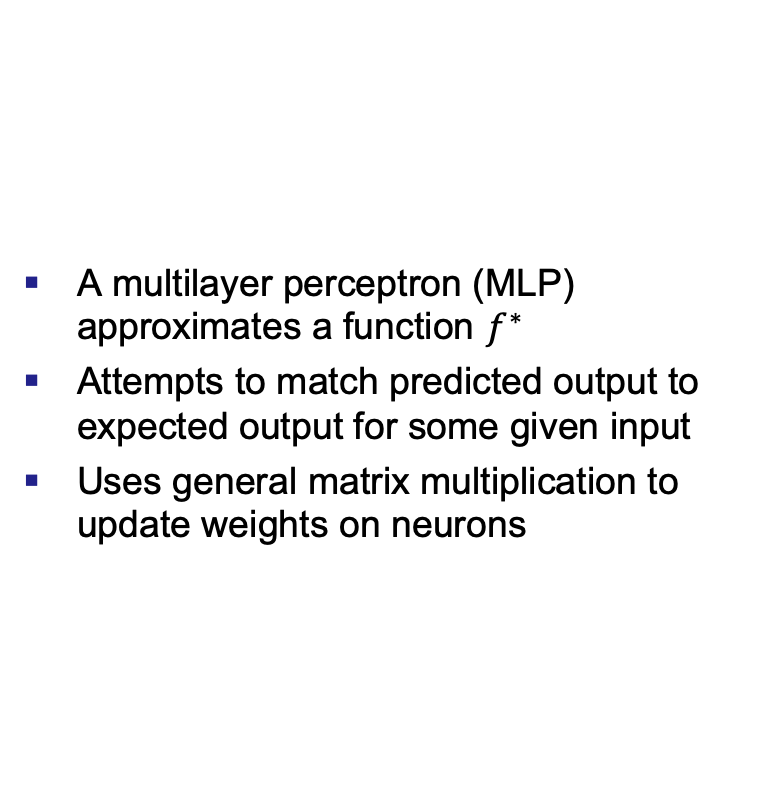 ▪ A multilayer perceptron (MLP)
approximates a function f*
▪ Attempts to match predicted output to
expected output for some given input
▪ Uses general matrix multiplication to
update weights on neurons